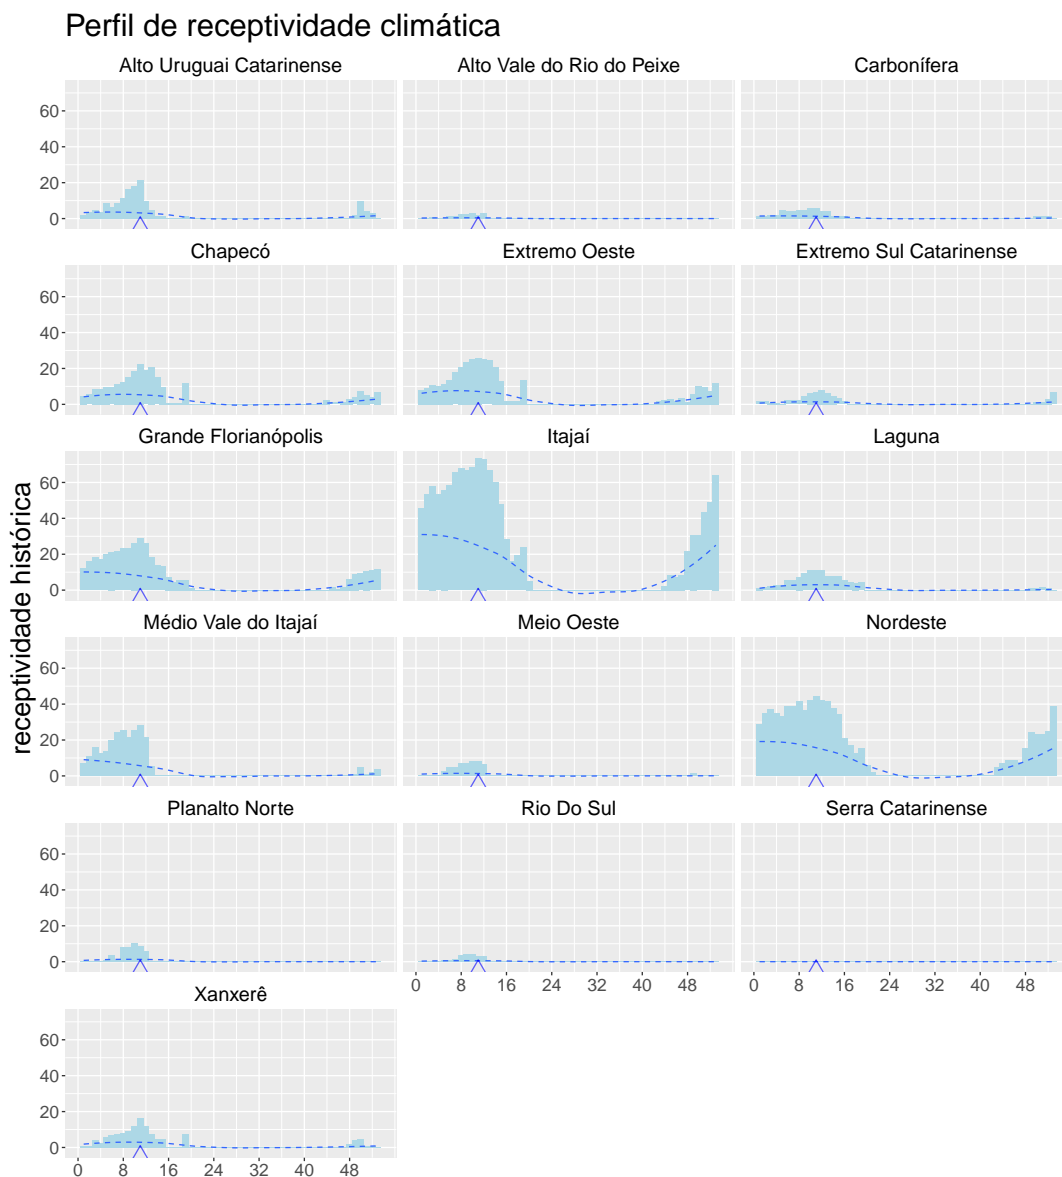 Perfil de receptividade climática
Alto Uruguai Catarinense
Alto Vale do Rio do Peixe
Carbonífera
60
40
20
0
Chapecó
Extremo Oeste
Extremo Sul Catarinense
60
40
20
0
Grande Florianópolis
Itajaí
Laguna
60
40
20
0
receptividade histórica
Médio Vale do Itajaí
Meio Oeste
Nordeste
60
40
20
0
Planalto Norte
Rio Do Sul
Serra Catarinense
60
40
20
0
0 8 16 24 32 40 48
0 8 16 24 32 40 48
Xanxerê
60
40
20
0
0 8 16 24 32 40 48